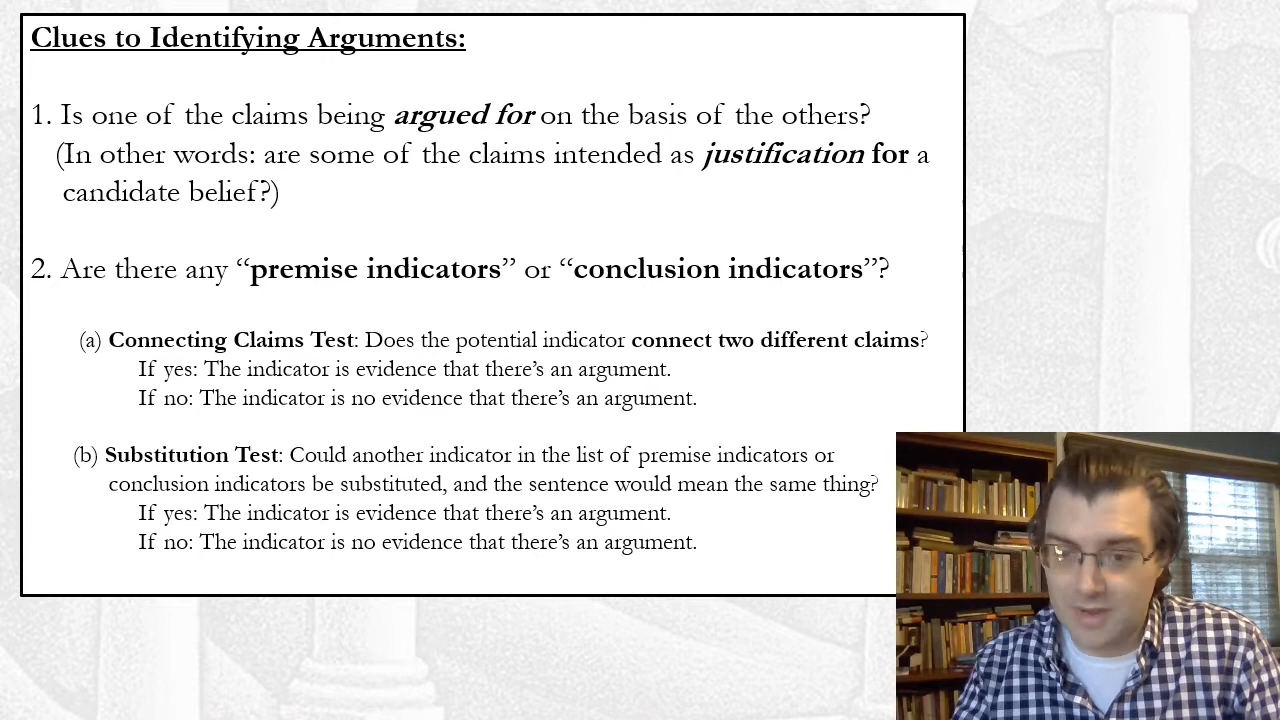 Clues to Identifying Arguments:
1. Is one of the claims being argued for on the basis of the others?
(In other words: are some of the claims intended as justification for a
candidate belief?)
2. Are there any “premise indicators” or “conclusion indicators”?
(a) Connecting Claims Test: Does the potential indicator connect two different claims?
If yes: The indicator is evidence that there’s an argument.
If no: The indicator is no evidence that there’s an argument.
(b) Substitution Test: Could another indicator in the list of premise indicators or
conclusion indicators be substituted, and the sentence would mean the same thing?
If yes: The indicator is evidence that there’s an argument.
If no: The indicator is no evidence that there’s an argument.